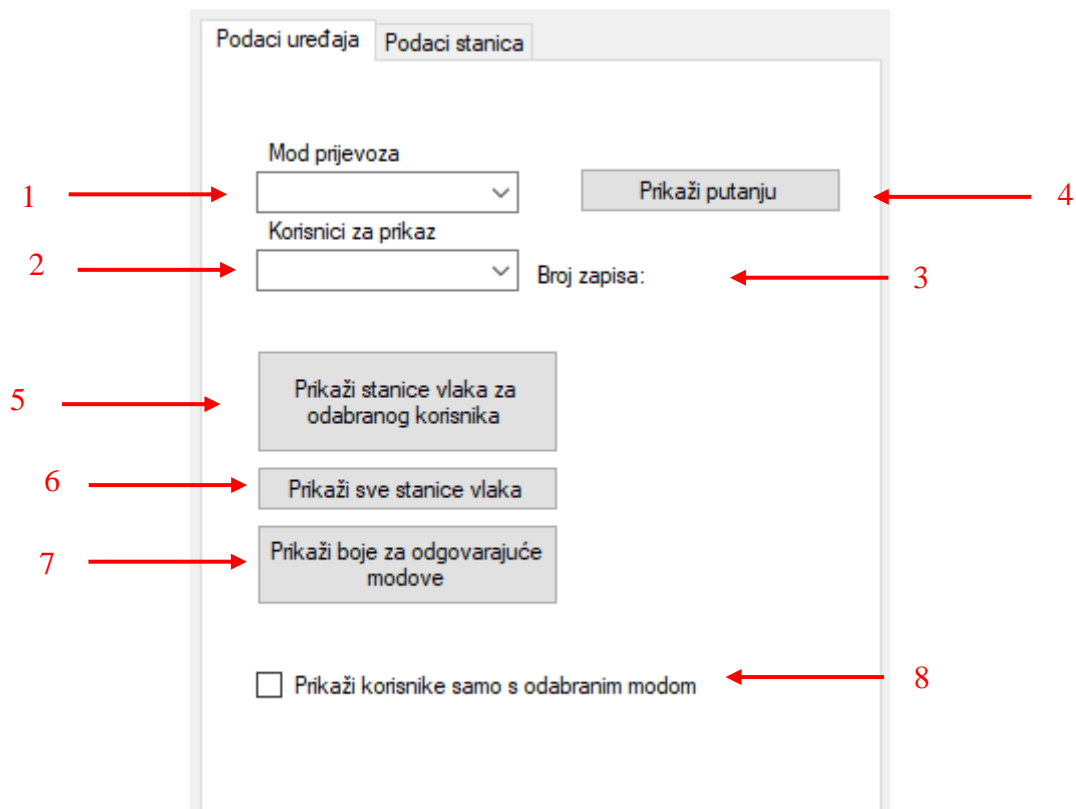 Podaci uređaja
Podaci stanica
Mod prijevoza
1
Prikaži putanju
4
Korisnici za prikaz
2
Broj zapisa:
3
5
Prikaži stanice vlaka za
odabranog korisnika
6
Prikaži sve stanice vlaka
7
Prikaži boje za odgovarajuće
modove
Prikaži korisnike samo s odabranim modom
8